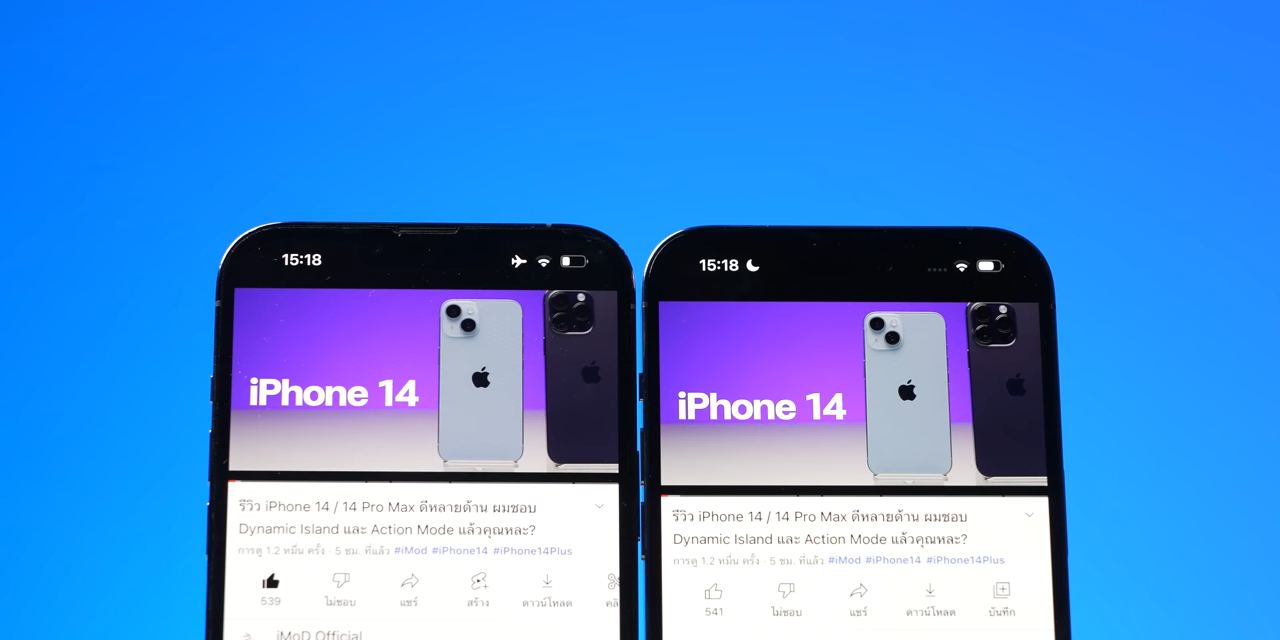 15:18
iPhone 14
รีวิว iPhone 14 / 14 Pro Max ดีหลายด้าน ผมชอบ
Dynamic Island และ Action Mode แล้วคุณหละ?
การดู 1.2 หมื่น ครั้ง · 5 ชม. ที่แล้ว #iMod #iPhone14 #iPhone14Plus
539 ไม่ชอบ แชร์ สร้าง ดาวน์โหลด
iMoD Official
15:18
iPhone 14
รีวิว iPhone 14 / 14 Pro Max ดีหลายด้าน ผมชอบ
Dynamic Island และ Action Mode แล้วคุณหละ?
การดู 1.2 หมื่น ครั้ง · 5 ชม. ที่แล้ว #iMod #iPhone14 #iPhone14Plus
541 ไม่ชอบ แชร์ ดาวน์โหลด บันทึก